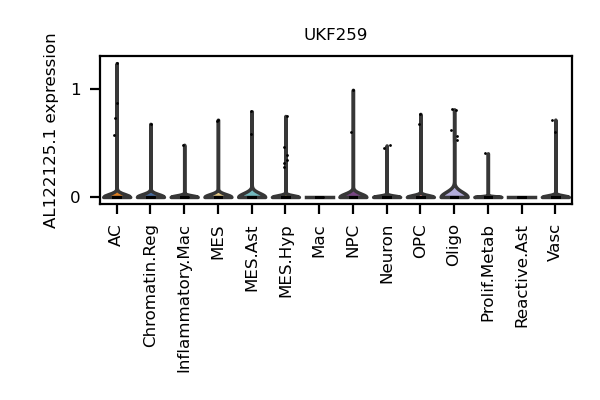 UKF259
AL122125.1 expression
1
0
AC
Chromatin.Reg
Inflammatory.Mac
MES
MES.Ast
MES.Hyp
Mac
NPC
Neuron
OPC
Oligo
Prolif.Metab
Reactive.Ast
Vasc